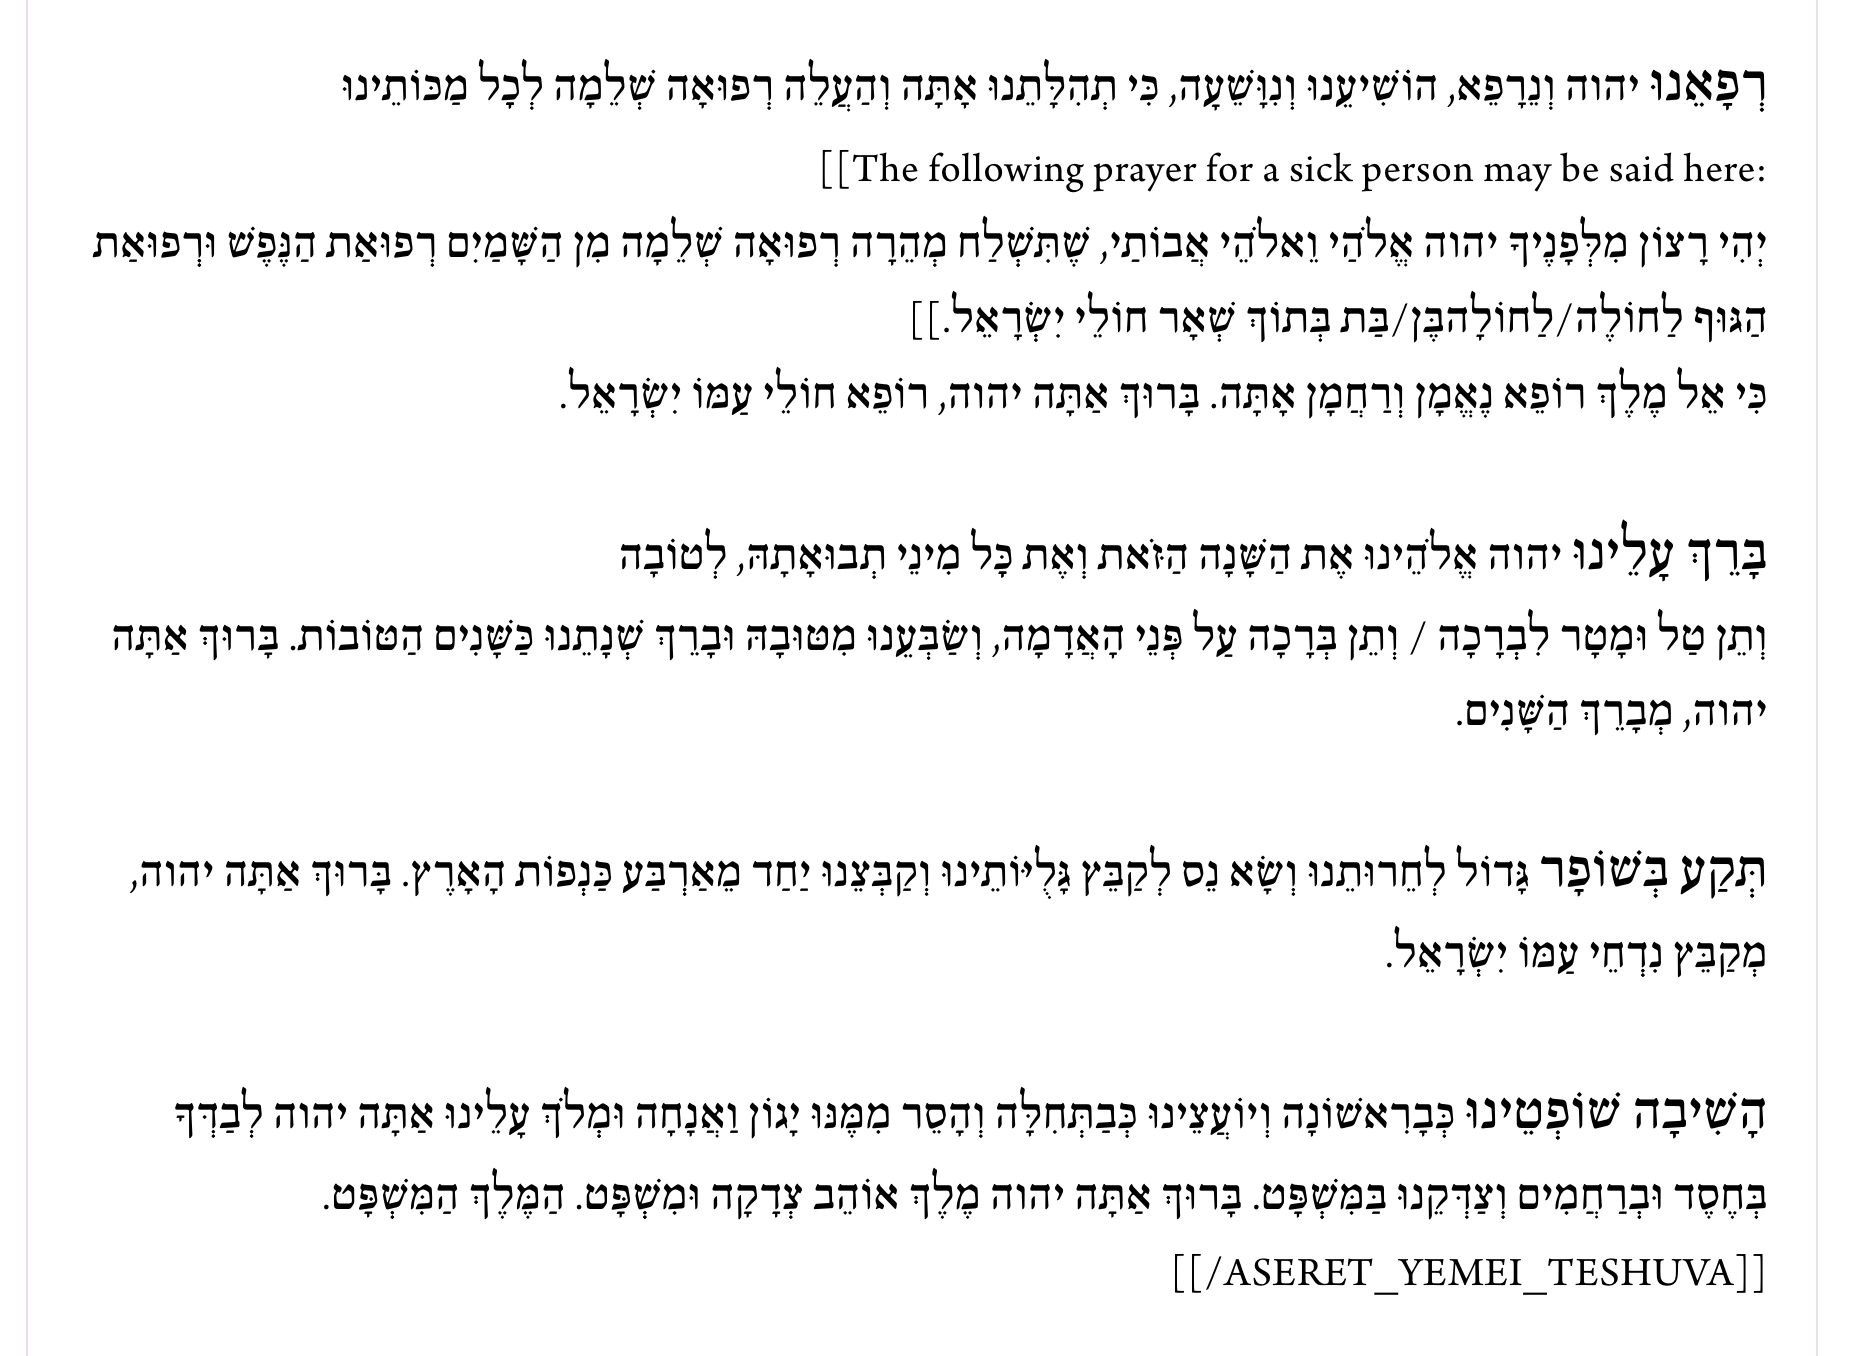 רְפָאֵנוּ יהוה וְנֵרָפֵא, הוֹשִׁיעֵנוּ וְנִוָּשֵׁעָה, כִּי תְהִלָּתֵנוּ אָתָּה וְהַעֲלֵה רְפוּאָה שְׁלֵמָה לְכׇל מַכּוֹתֵינוּ
[[The following prayer for a sick person may be said here:
יְהִי רָצוֹן מִלְּפָנֶיךָ יהוה אֱלֹהַי וֵאלֹהֵי אֲבוֹתַי, שֶׁתִּשְׁלַח מְהֵרָה רְפוּאָה שְׁלֵמָה מִן הַשָּׁמַיִם רְפוּאַת הַנֶּפֶשׁ וּרְפוּאַת
הַגּוּף לַחוֹלֶה/לַחוֹלָהבֶּן/בַּת בְּתוֹךְ שְׁאָר חוֹלֵי יִשְׂרָאֵל.]]
כִּי אֵל מֶלֶךְ רוֹפֵא נֶאֱמָן וְרַחֲמָן אָתָּה. בָּרוּךְ אַתָּה יהוה, רוֹפֵא חוֹלֵי עַמּוֹ יִשְׂרָאֵל.
בָּרֵךְ עָלֵינוּ יהוה אֱלֹהֵינוּ אֶת הַשָּׁנָה הַזֹּאת וְאֶת כׇּל מִינֵי תְבוּאָתָהּ, לְטוֹבָה
וְתֵן טַל וּמָטָר לִבְרָכָה / וְתֵן בְּרָכָה עַל פְּנֵי הָאֲדָמָה, וְשַׂבְּעֵנוּ מִטּוּבָהּ וּבָרֵךְ שְׁנָתֵנוּ כַּשָּׁנִים הַטּוֹבוֹת. בָּרוּךְ אַתָּה
יהוה, מְבָרֵךְ הַשָּׁנִים.
תְּקַע בְּשׁוֹפָר גָּדוֹל לְחֵרוּתֵנוּ וְשָׂא נֵס לְקַבֵּץ גָּלֻיּוֹתֵינוּ וְקַבְּצֵנוּ יַחַד מֵאַרְבַּע כַּנְפוֹת הָאָרֶץ. בָּרוּךְ אַתָּה יהוה,
מְקַבֵּץ נִדְחֵי עַמּוֹ יִשְׂרָאֵל.
הָשִׁיבָה שׁוֹפְטֵינוּ כְּבָרִאשׁוֹנָה וְיוֹעֲצֵינוּ כְּבַתְּחִלָּה וְהָסֵר מִמֶּנּוּ יָגוֹן וַאֲנָחָה וּמְלֹךְ עָלֵינוּ אַתָּה יהוה לְבַדְּךָ
בְּחֶסֶד וּבְרַחֲמִים וְצַדְּקֵנוּ בַּמִּשְׁפָּט. בָּרוּךְ אַתָּה יהוה מֶלֶךְ אוֹהֵב צְדָקָה וּמִשְׁפָּט. הַמֶּלֶךְ הַמִּשְׁפָּט.
[[/ASERET_YEMEI_TESHUVA]]